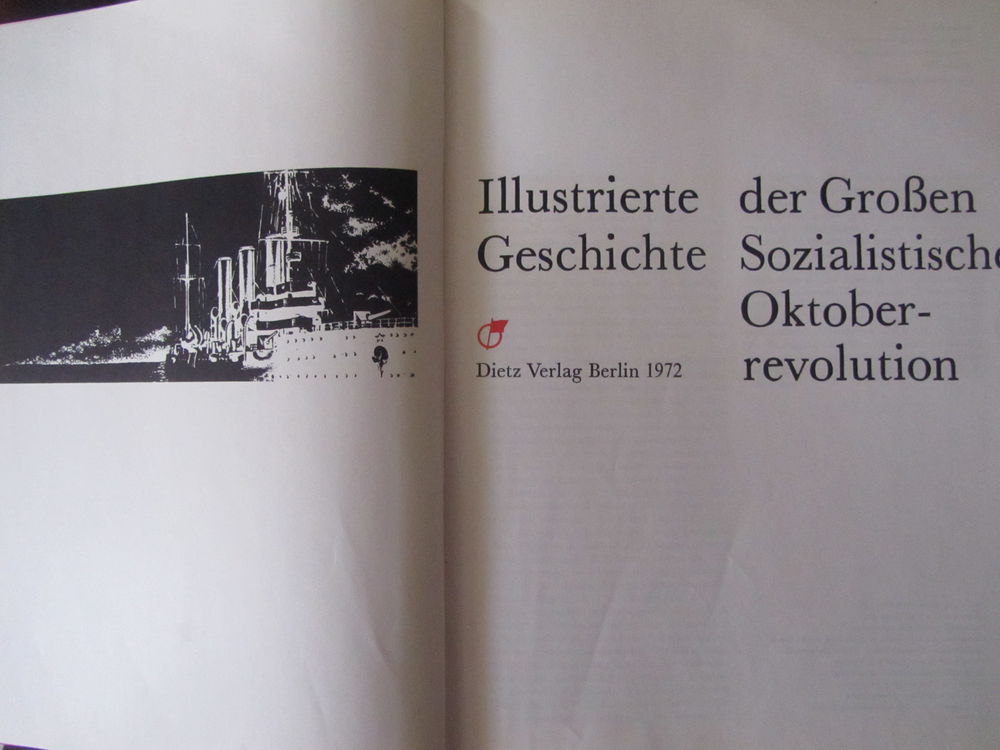 Illustrierte
Geschichte
der Großen
Sozialistische
Oktober-
revolution
Dietz Verlag Berlin 1972